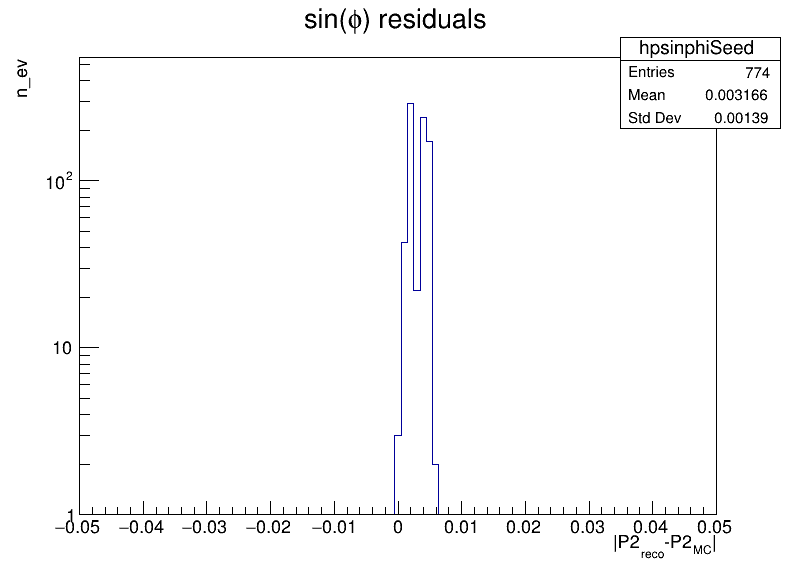 sin(ϕ) residuals
hpsinphiSeed
Entries 774
Mean 0.003166
Std Dev 0.00139
n_ev
10²
10
1
−0.05 −0.04 −0.03 −0.02 −0.01 0 0.01 0.02 0.03 0.04 0.05
|P2reco-P2MC|